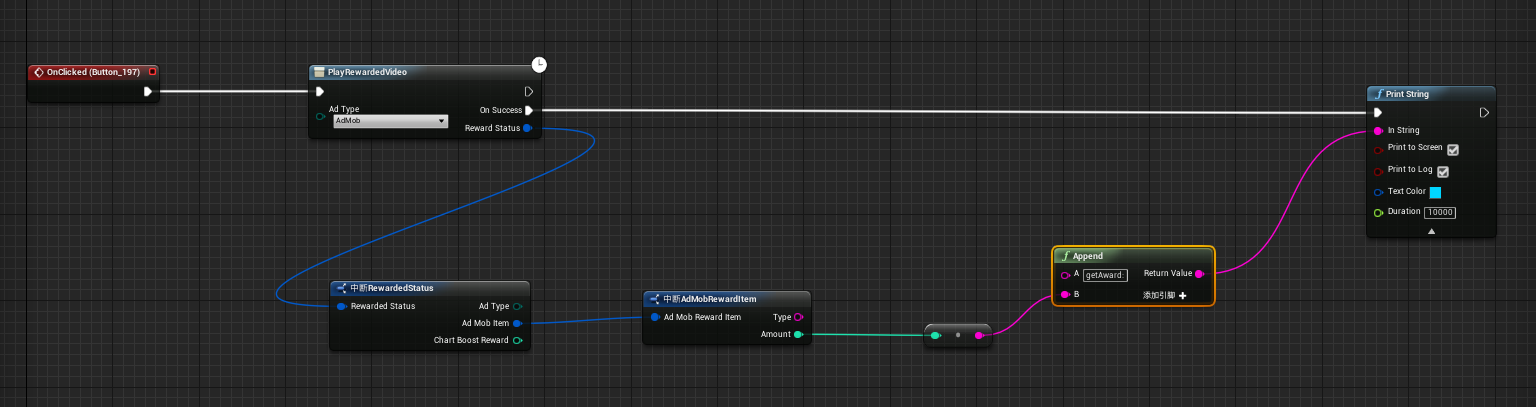 OnClicked (Button_197)
PlayRewardedVideo
Ad Type
AdMob
On Success
Reward Status
Print String
In String
Print to Screen
Print to Log
Text Color
Duration 10000
中断RewardedStatus
Rewarded Status
Ad Type
Ad Mob Item
Chart Boost Reward
中断AdMobRewardItem
Ad Mob Reward Item
Type
Amount
Append
A getAward: Return Value
B 添加引脚